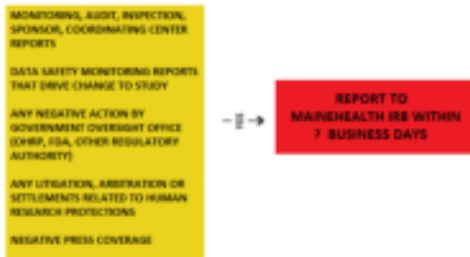 MONITORING, AUDIT, INSPECTION,
SPONSOR, COORDINATING CENTER
REPORTS
DATA SAFETY MONITORING REPORTS
THAT DRIVE CHANGE TO STUDY
ANY NEGATIVE ACTION BY
GOVERNMENT OVERSIGHT OFFICE
(OHRP, FDA, OTHER REGULATORY
AUTHORITY)
ANY LITIGATION, ARBITRATION OR
SETTLEMENTS RELATED TO HUMAN
RESEARCH PROTECTIONS
NEGATIVE PRESS COVERAGE
YES
REPORT TO
MAINEHEALTH IRB WITHIN
7 BUSINESS DAYS